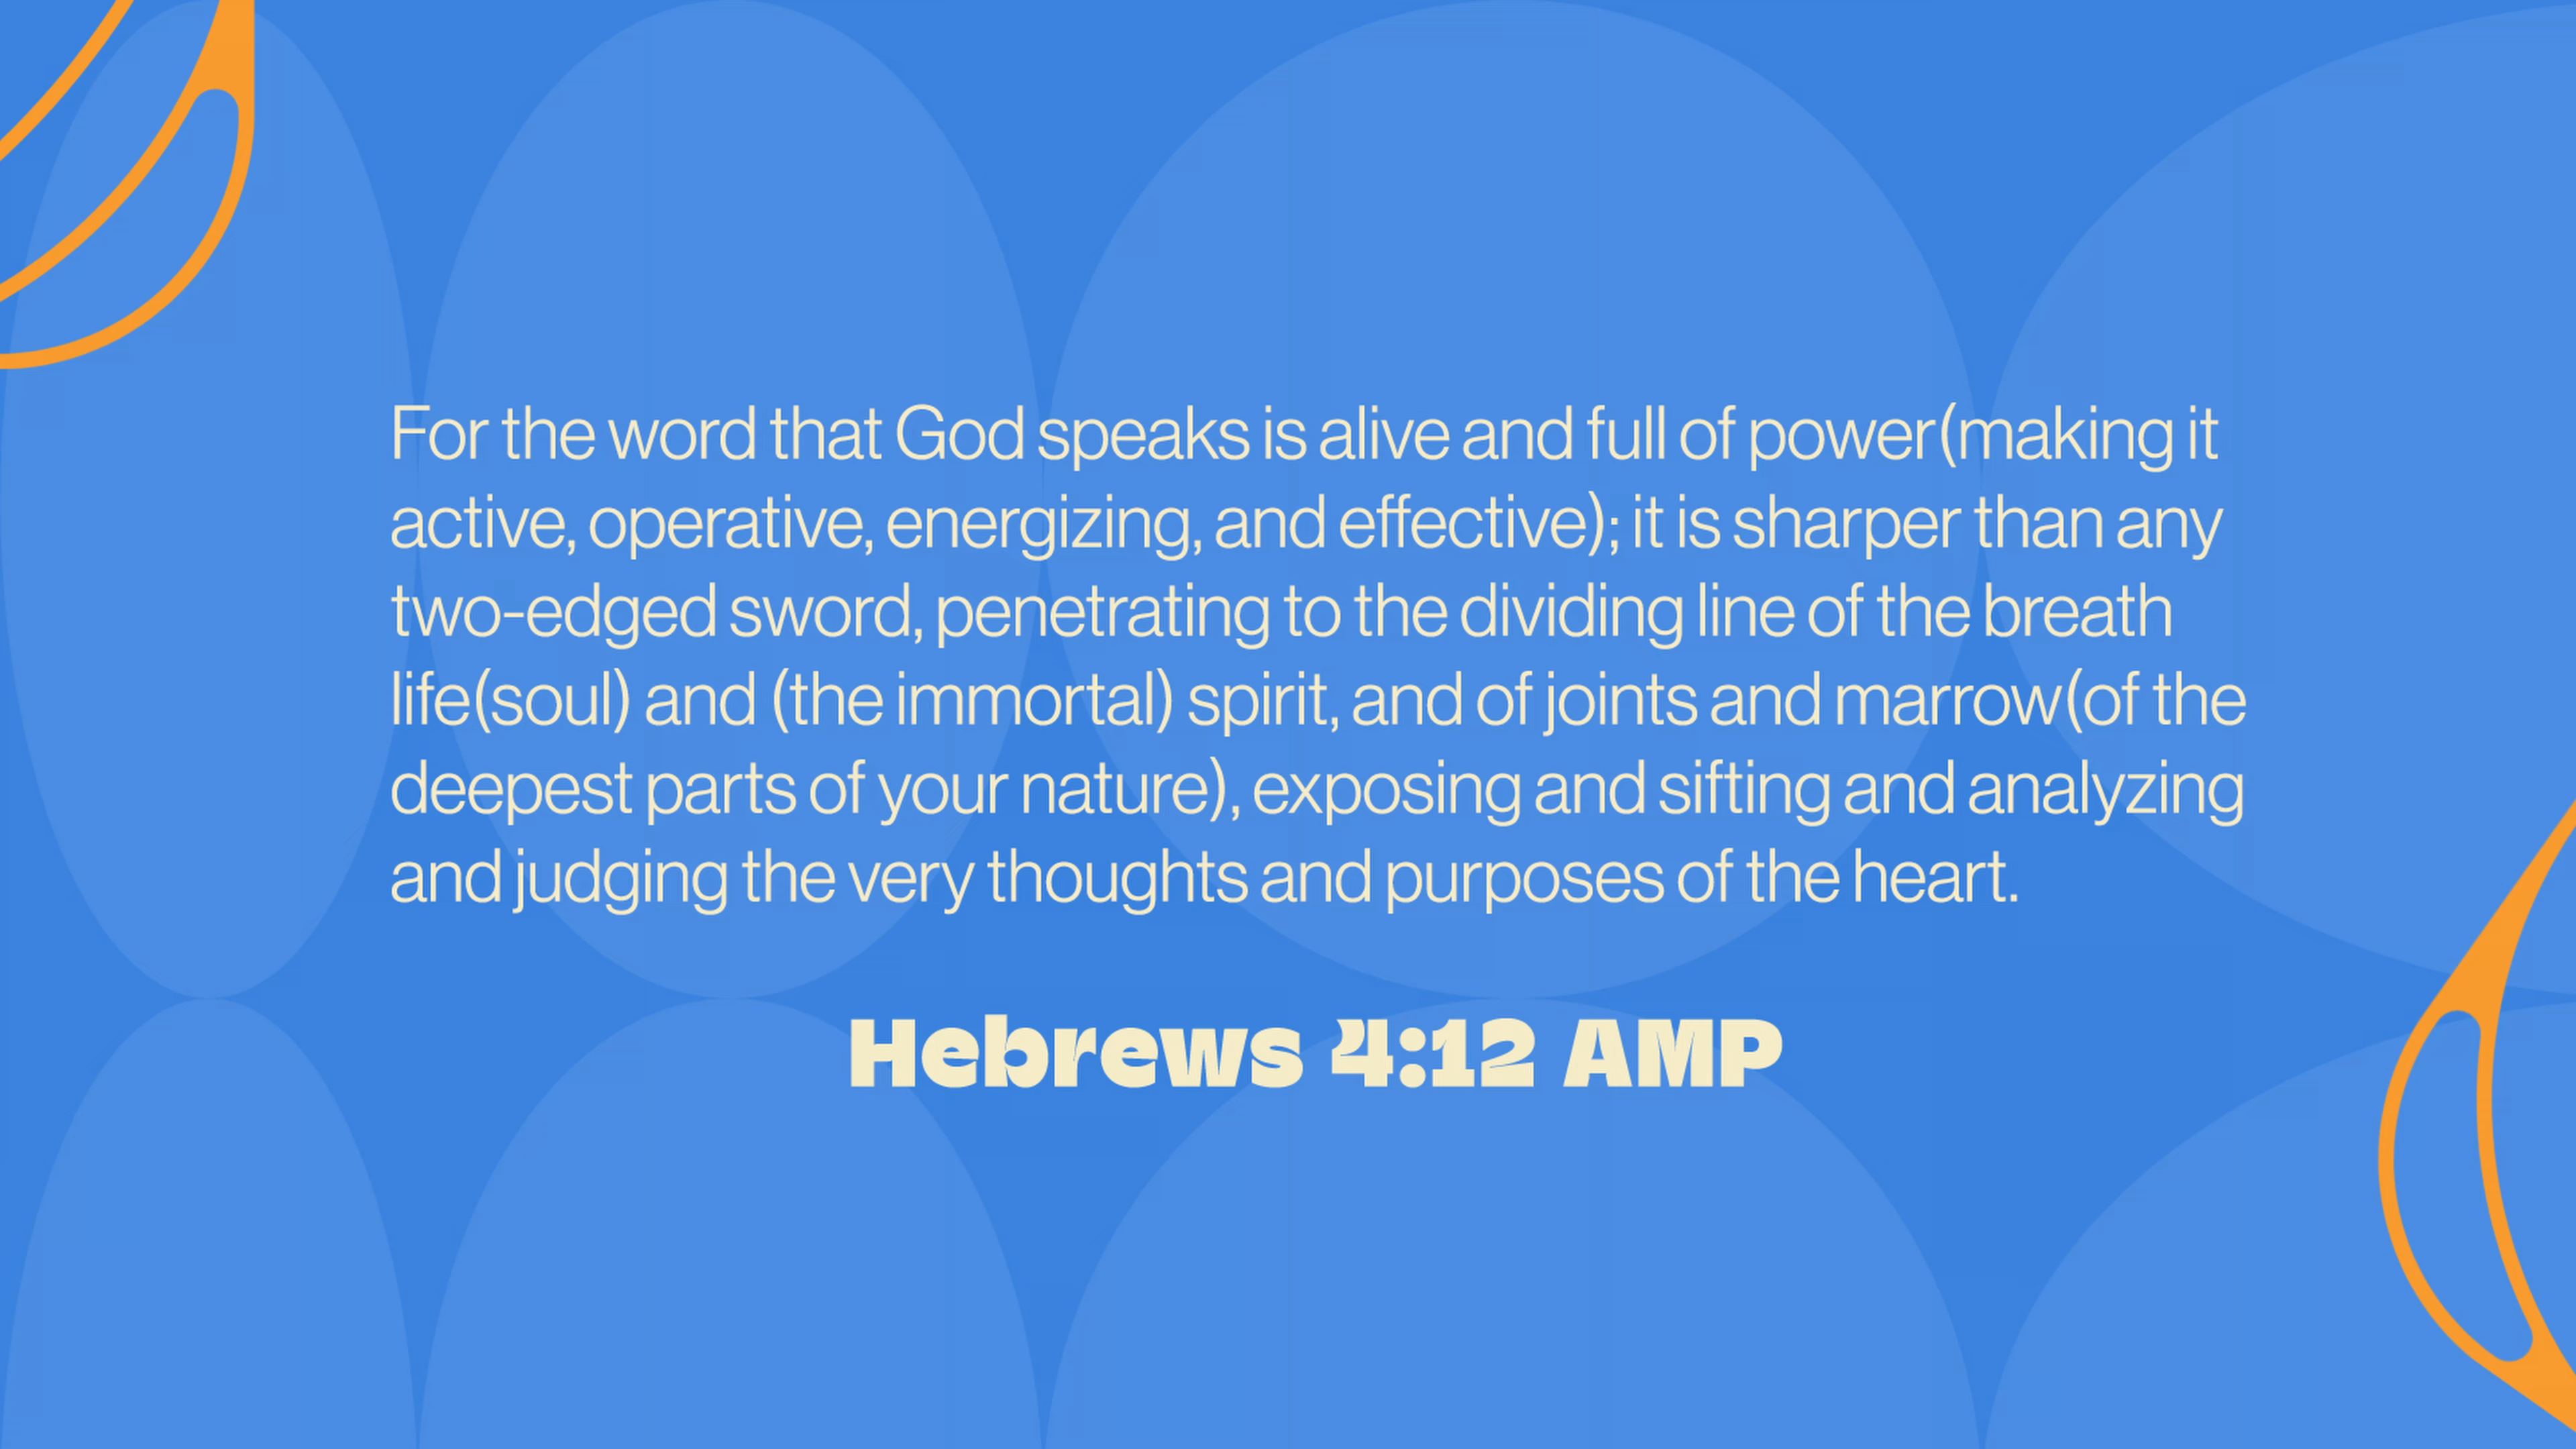 For the word that God speaks is alive and full of power(making it
active, operative, energizing, and effective); it is sharper than any
two-edged sword, penetrating to the dividing line of the breath
life(soul) and (the immortal) spirit, and of joints and marrow(of the
deepest parts of your nature), exposing and sifting and analyzing
and judging the very thoughts and purposes of the heart.
Hebrews 4:12 AMP